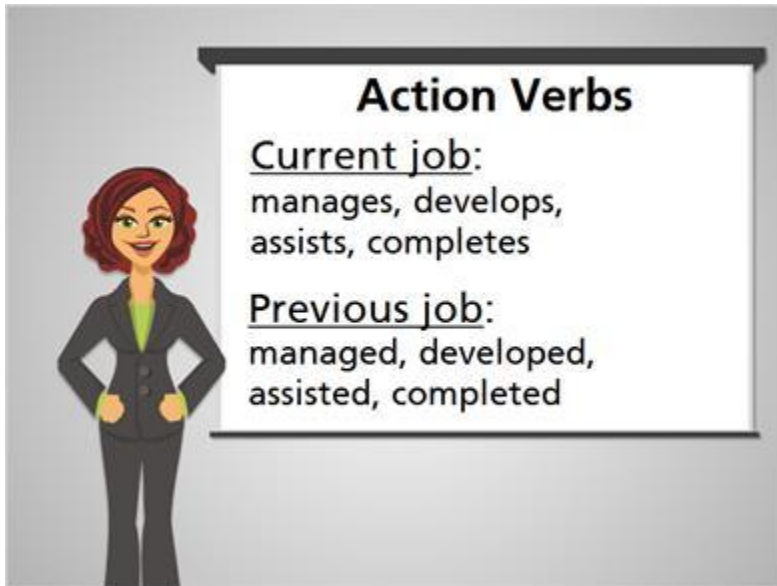 Action Verbs
Current job:
manages, develops,
assists, completes
Previous job:
managed, developed,
assisted, completed